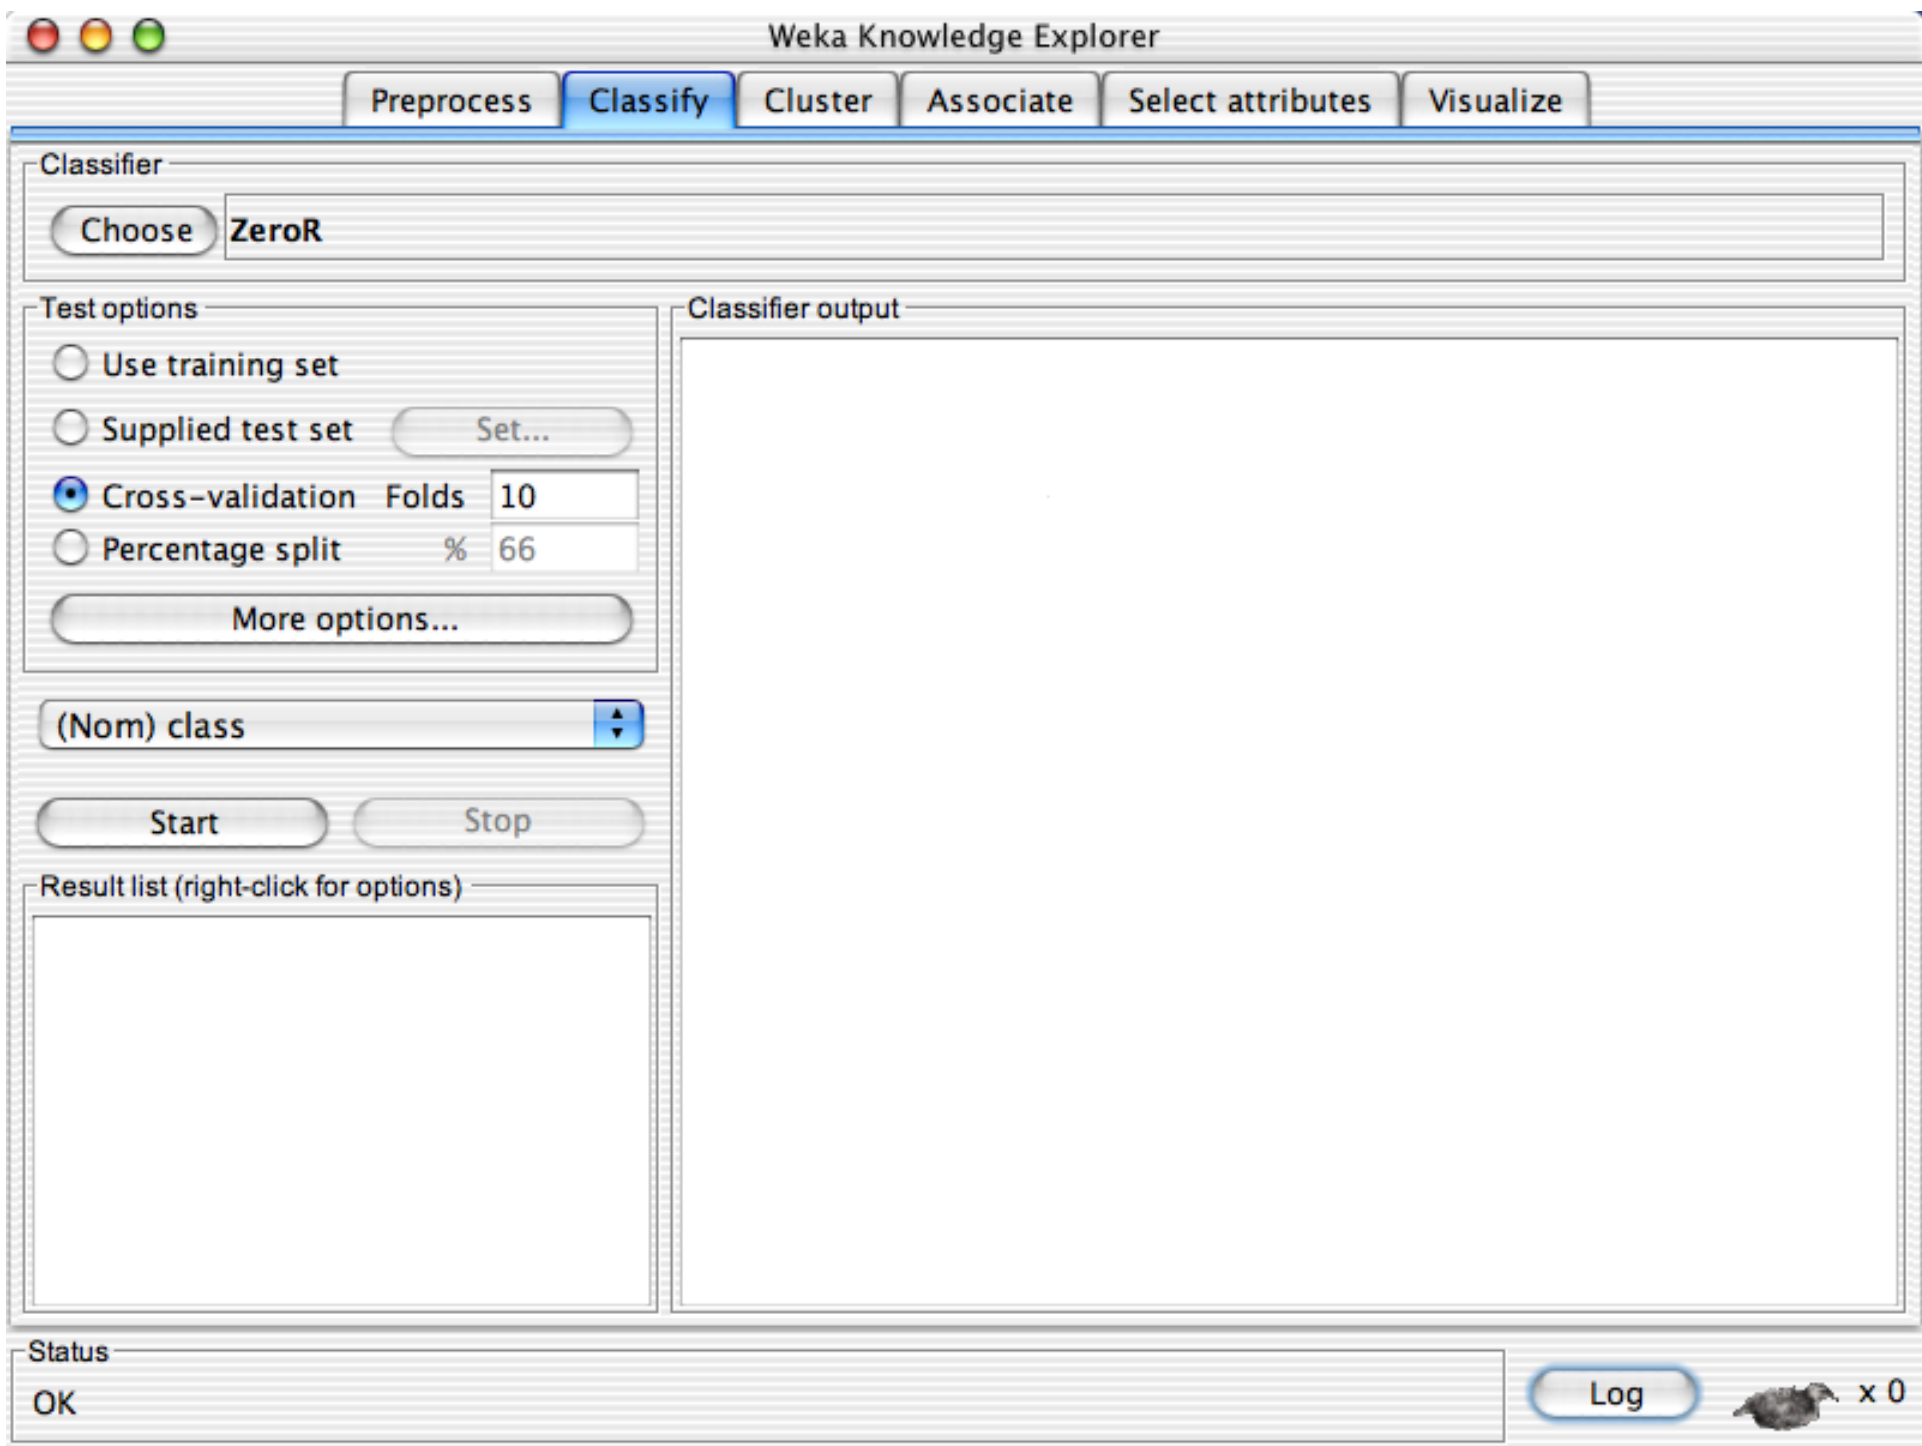 Weka Knowledge Explorer
Preprocess Classify Cluster Associate Select attributes Visualize
Classifier
Choose ZeroR
Test options
Use training set
Supplied test set Set...
Cross-validation Folds 10
Percentage split % 66
More options...
(Nom) class
Start Stop
Result list (right-click for options)
Classifier output
Status
OK
Log x 0